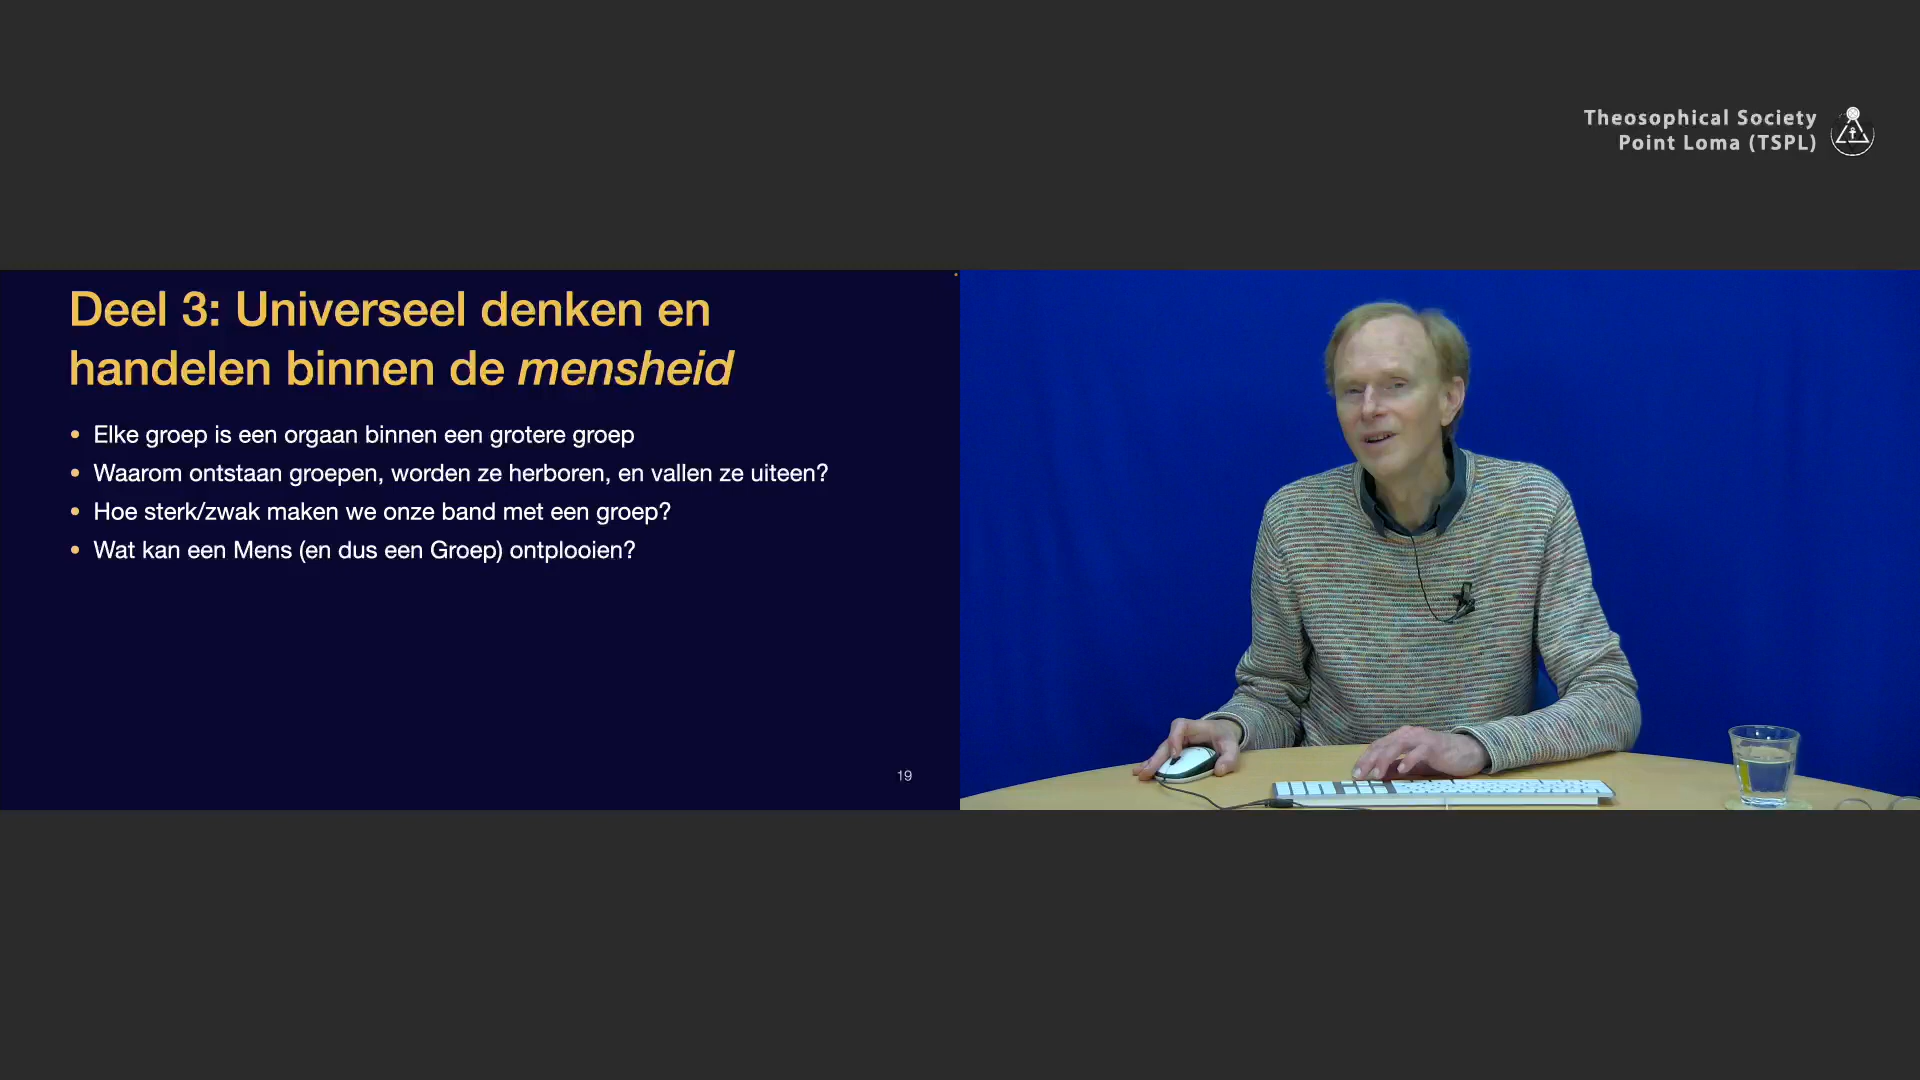 Theosophical Society
Point Loma (TSPL)
Deel 3: Universeel denken en
handelen binnen de mensheid
• Elke groep is een orgaan binnen een grotere groep
• Waarom ontstaan groepen, worden ze herboren, en vallen ze uiteen?
• Hoe sterk/zwak maken we onze band met een groep?
• Wat kan een Mens (en dus een Groep) ontplooien?
19